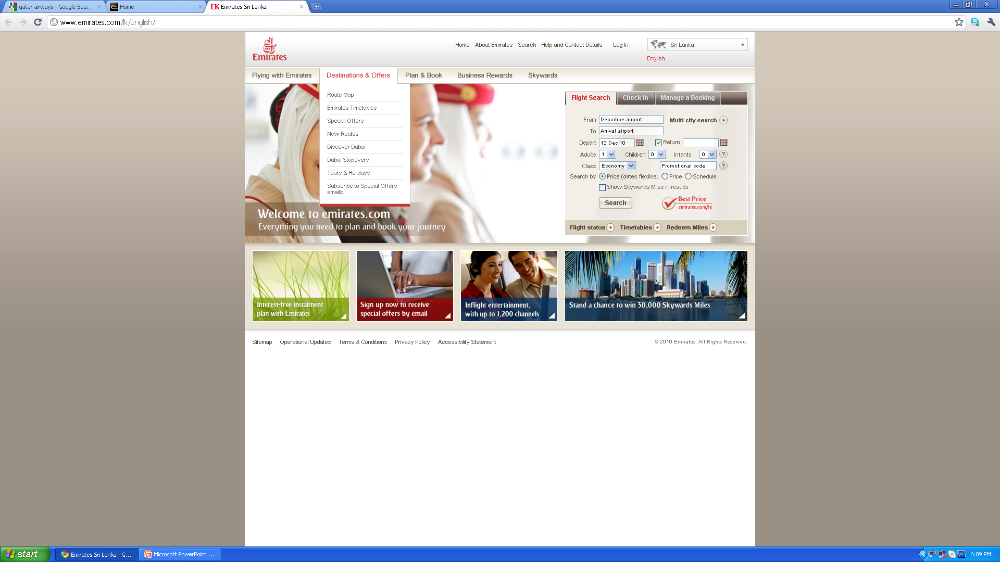 qatar airways - Google Sea...
Home
EK Emirates Sri Lanka
www.emirates.com/lk/English/
Emirates
Home
About Emirates
Search
Help and Contact Details
Log In
Sri Lanka
English
Flying with Emirates
Destinations & Offers
Plan & Book
Business Rewards
Skywards
Route Map
Emirates Timetables
Special Offers
New Routes
Discover Dubai
Dubai Stopovers
Tours & Holidays
Subscribe to Special Offers
emails
Welcome to emirates.com
Everything you need to plan and book your journey
Flight Search
Check In
Manage a Booking
From Departure airport Multi-city search
To Arrival airport
Depart 13 Dec 10 Return
Adults 1 Children 0 Infants 0 ?
Class Economy Promotional code ?
Search by Price (dates flexible) Price Schedule
Show Skywards Miles in results
Search
Best Price
emirates.com/lk
Flight status Timetables Redeem Miles
Interest-free instalment
plan with Emirates
Sign up now to receive
special offers by email
Inflight entertainment,
with up to 1,200 channels
Stand a chance to win 30,000 Skywards Miles
Sitemap Operational Updates Terms & Conditions Privacy Policy Accessibility Statement
© 2010 Emirates. All Rights Reserved.
start
Emirates Sri Lanka - G...
Microsoft PowerPoint ...
6:09 PM